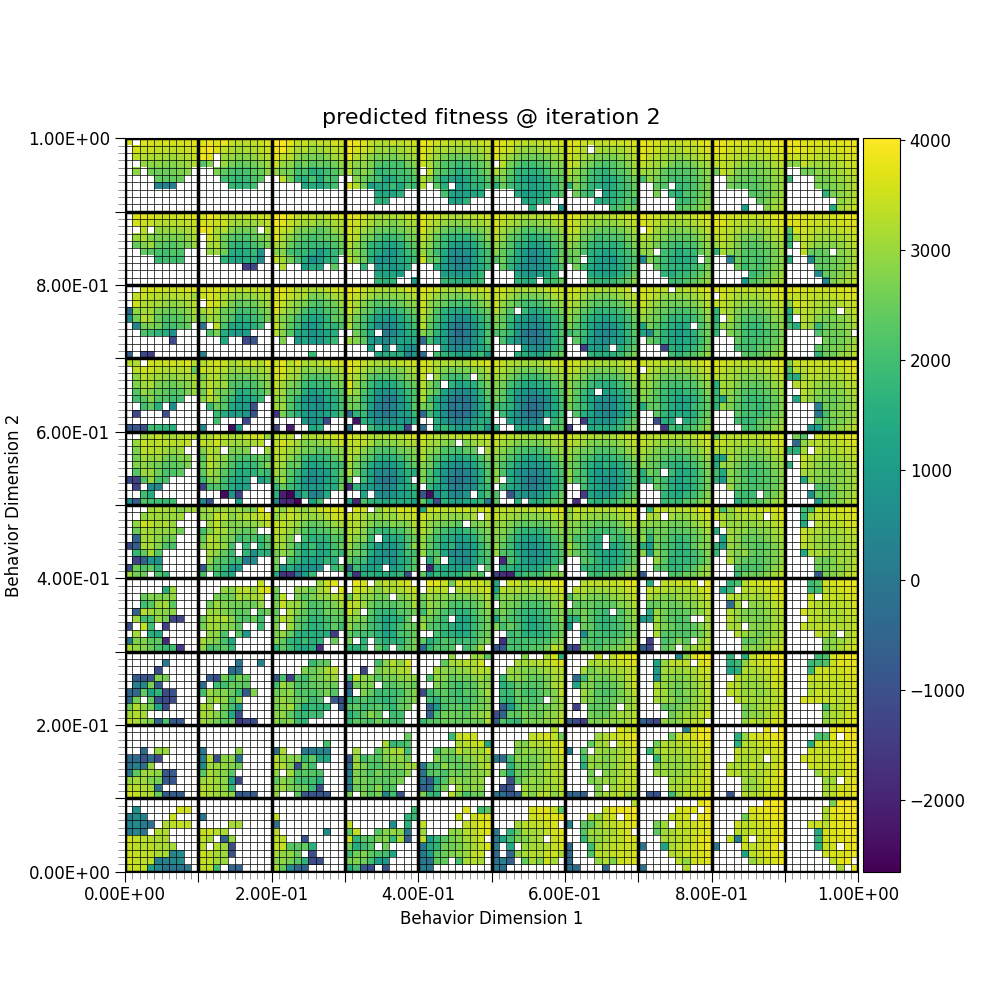 predicted fitness @ iteration 2
1.00E+00
8.00E-01
6.00E-01
4.00E-01
2.00E-01
0.00E+00
Behavior Dimension 2
0.00E+00 2.00E-01 4.00E-01 6.00E-01 8.00E-01 1.00E+00
Behavior Dimension 1
4000
3000
2000
1000
0
−1000
−2000